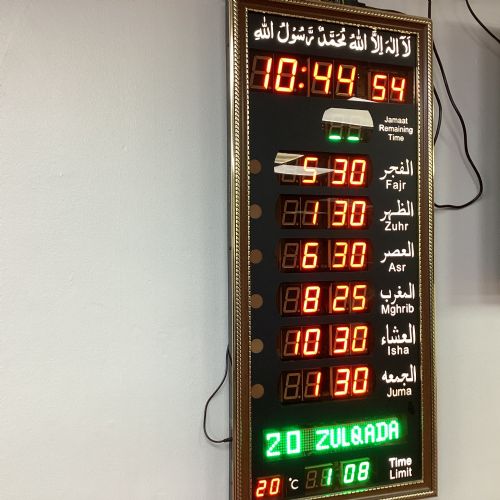 لآ إله إلا الله محمد رسول الله
10:44 54
Jamaat
Remaining
Time
5 30 الفجر
Fajr
1 30 الظهر
Zuhr
6 30 العصر
Asr
8 25 المغرب
Mghrib
10 30 العشاء
Isha
1 30 الجمعه
Juma
20 ZULQADA
20 °C 1 08 Time
Limit